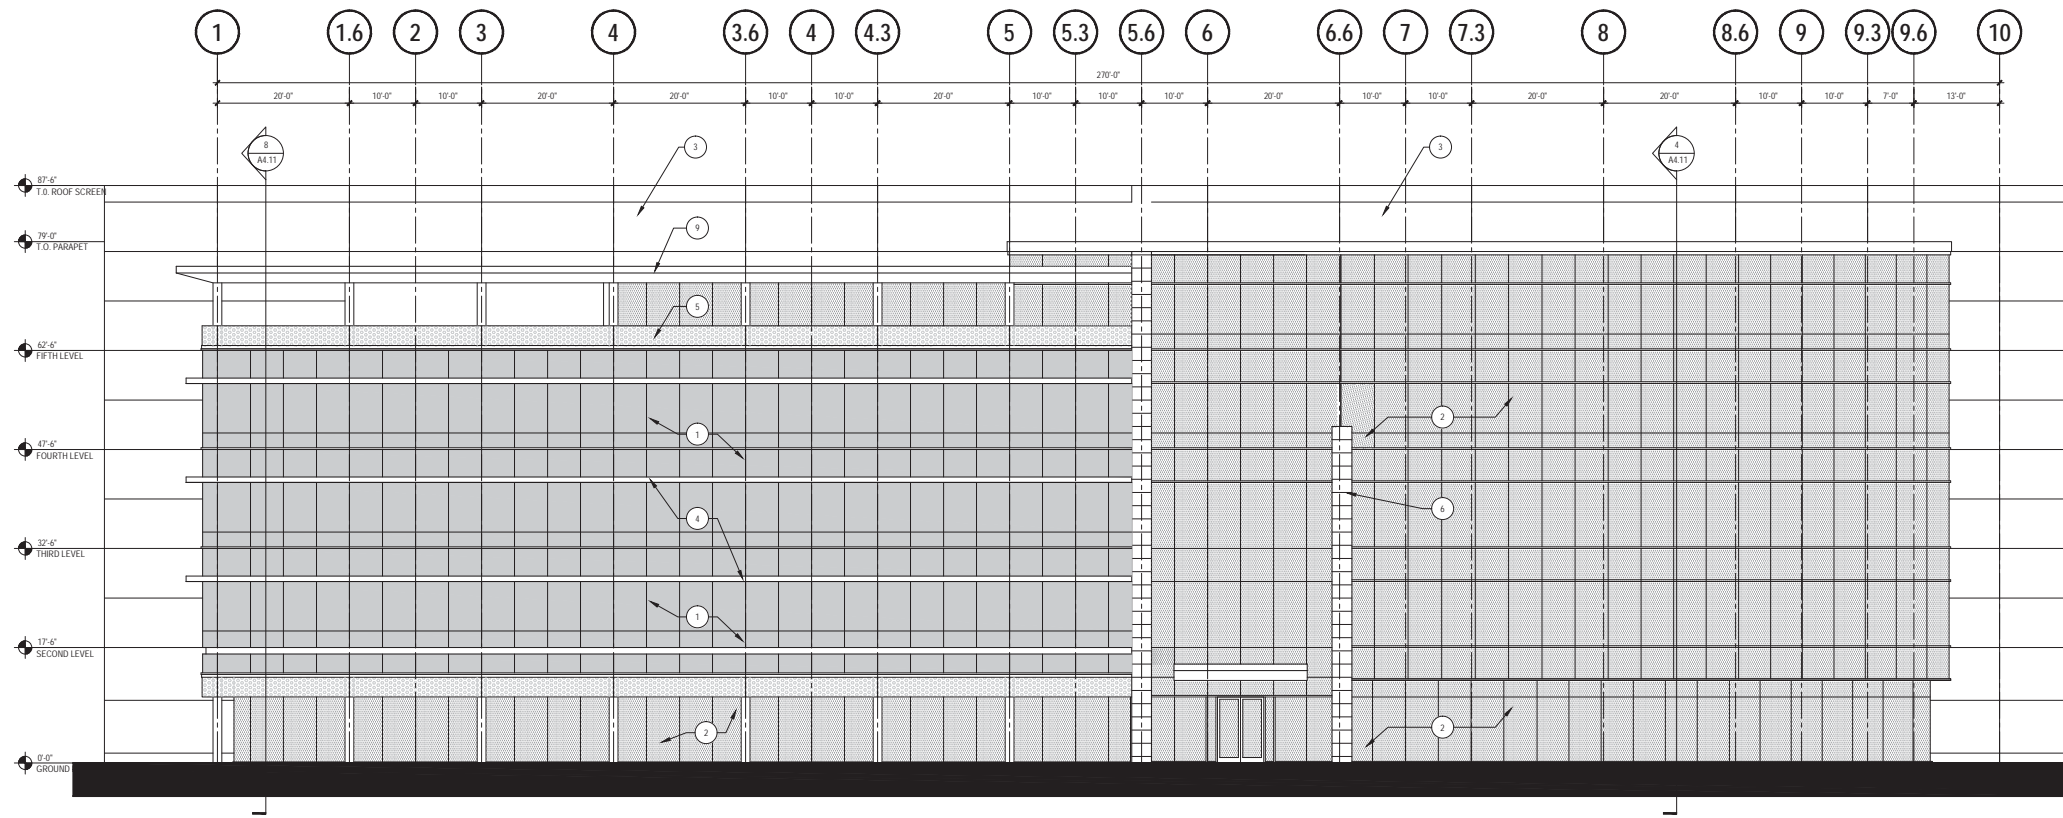 1 1.6 2 3 4 3.6 4 4.3 5 5.3 5.6 6 6.6 7 7.3 8 8.6 9 9.3 9.6 10
270'-0"
20'-0" 10'-0" 10'-0" 20'-0" 20'-0" 10'-0" 10'-0" 20'-0" 10'-0" 10'-0" 10'-0" 20'-0" 10'-0" 10'-0" 20'-0" 20'-0" 10'-0" 10'-0" 7'-0" 13'-0"
8
A4.11
3
3
4
A4.11
87'-6"
T.O. ROOF SCREEN
9
79'-0"
T.O. PARAPET
5
62'-6"
FIFTH LEVEL
2
1
47'-6"
FOURTH LEVEL
6
4
32'-6"
THIRD LEVEL
1
17'-6"
SECOND LEVEL
2
2
0'-0"
GROUND